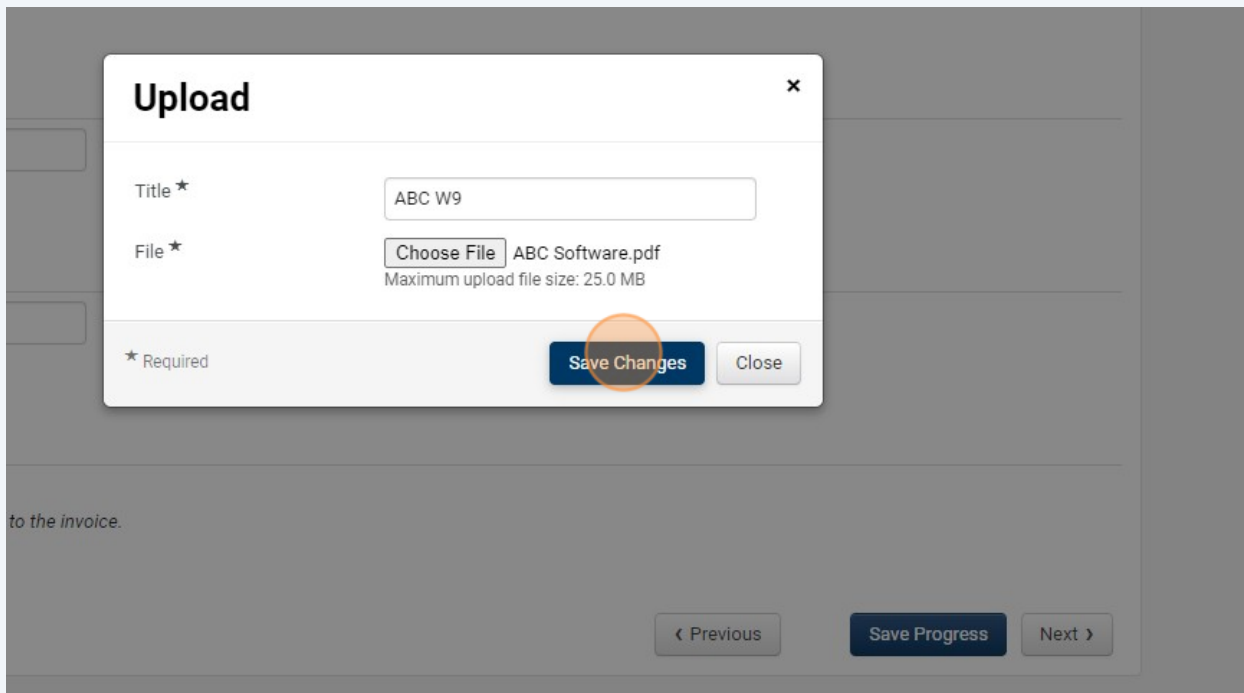 Upload
×
Title ★
ABC W9
File ★
Choose File ABC Software.pdf
Maximum upload file size: 25.0 MB
★ Required
Save Changes
Close
to the invoice.
‹ Previous
Save Progress
Next ›